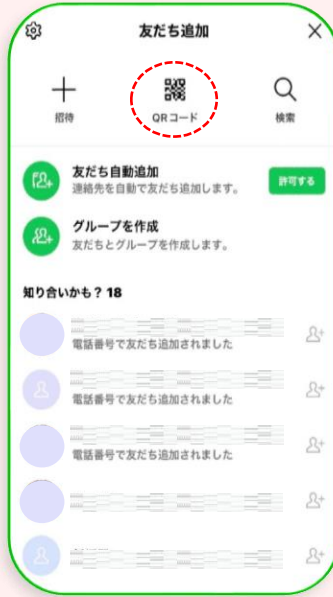 友だち追加
招待
QRコード
検索
友だち自動追加
連絡先を自動で友だち追加します。
許可する
グループを作成
友だちとグループを作成します。
知り合いかも？18
電話番号で友だち追加されました
電話番号で友だち追加されました
電話番号で友だち追加されました